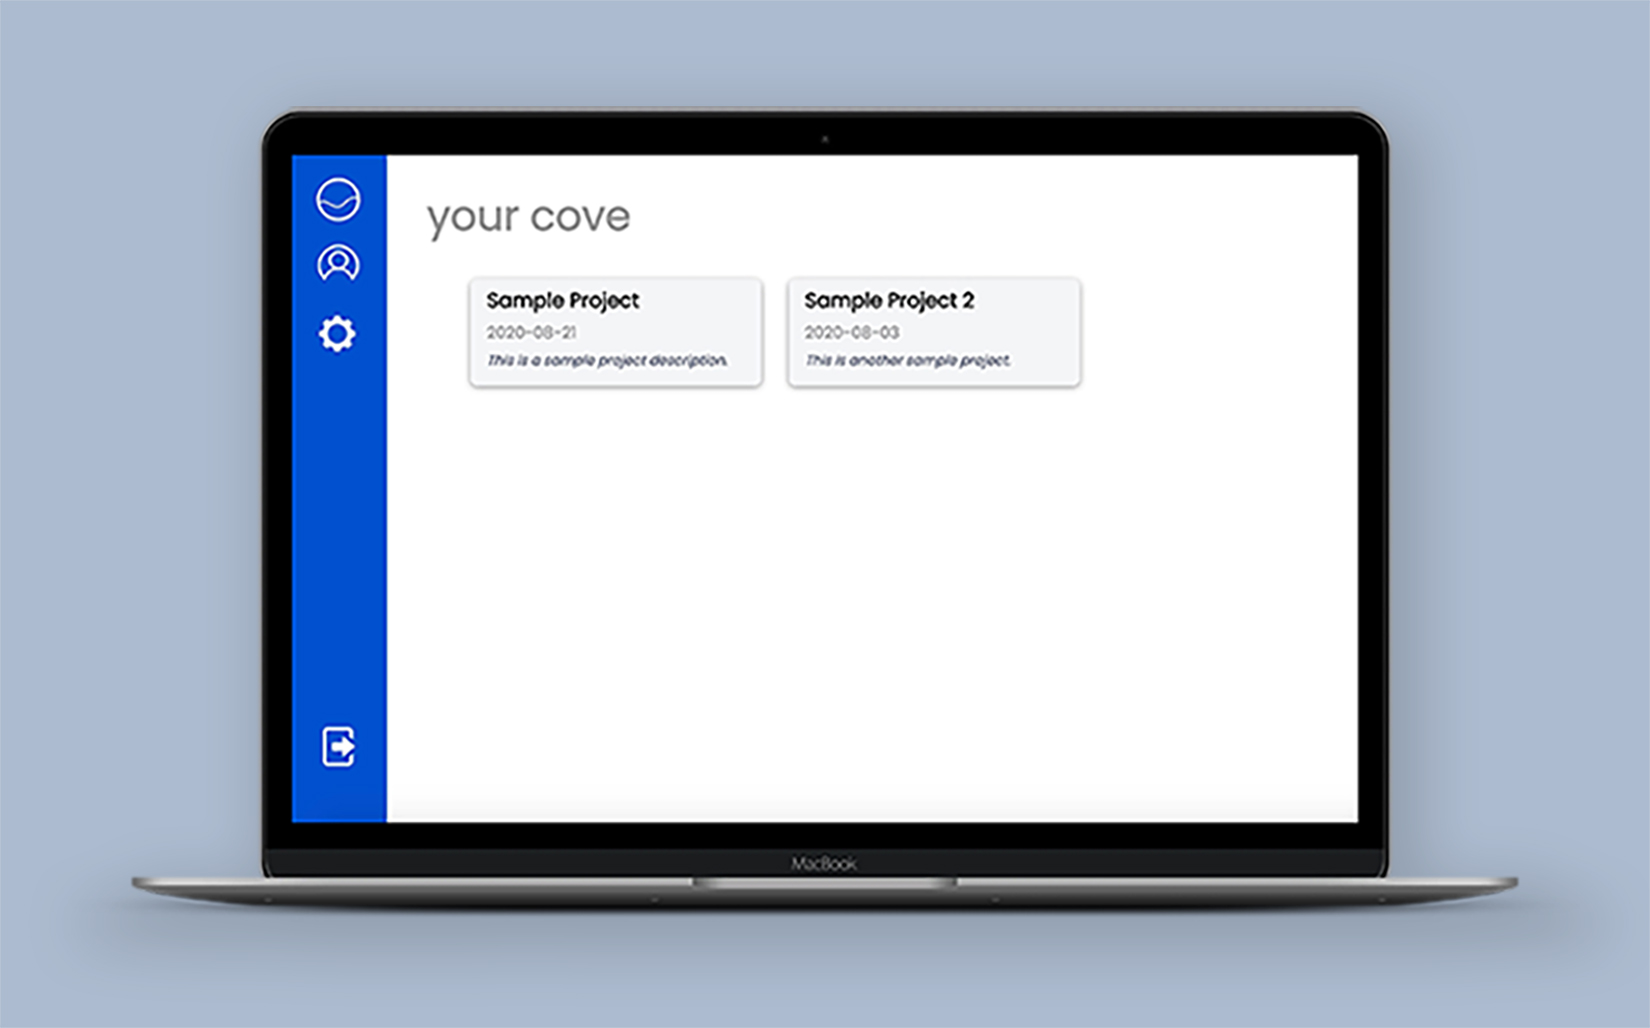 your cove
Sample Project
2020-08-21
This is a sample project description.
Sample Project 2
2020-08-03
This is another sample project.
MacBook